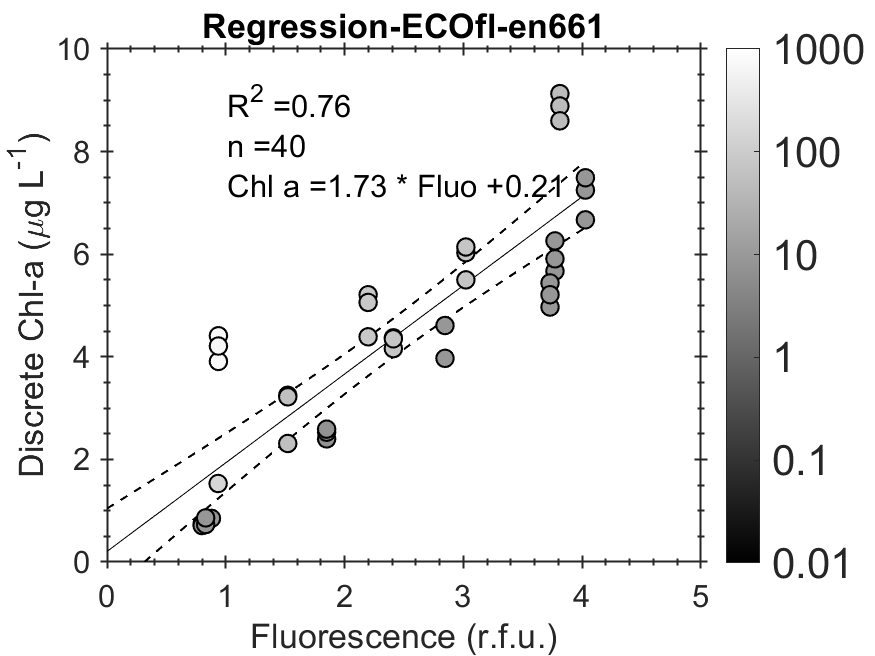 Regression-ECOfl-en661
R2 =0.76
n =40
Chl a =1.73 * Fluo +0.21
Discrete Chl-a (μg L-1)
10
8
6
4
2
0
0 1 2 3 4 5
Fluorescence (r.f.u.)
1000
100
10
1
0.1
0.01